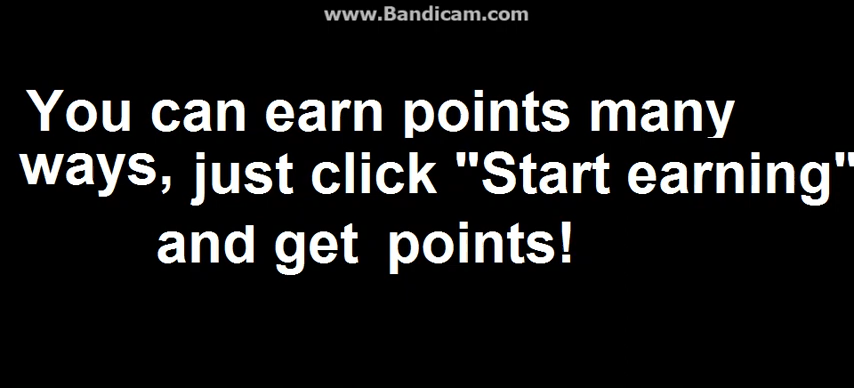 www.Bandicam.com
You can earn points many
ways, just click "Start earning"
and get points!